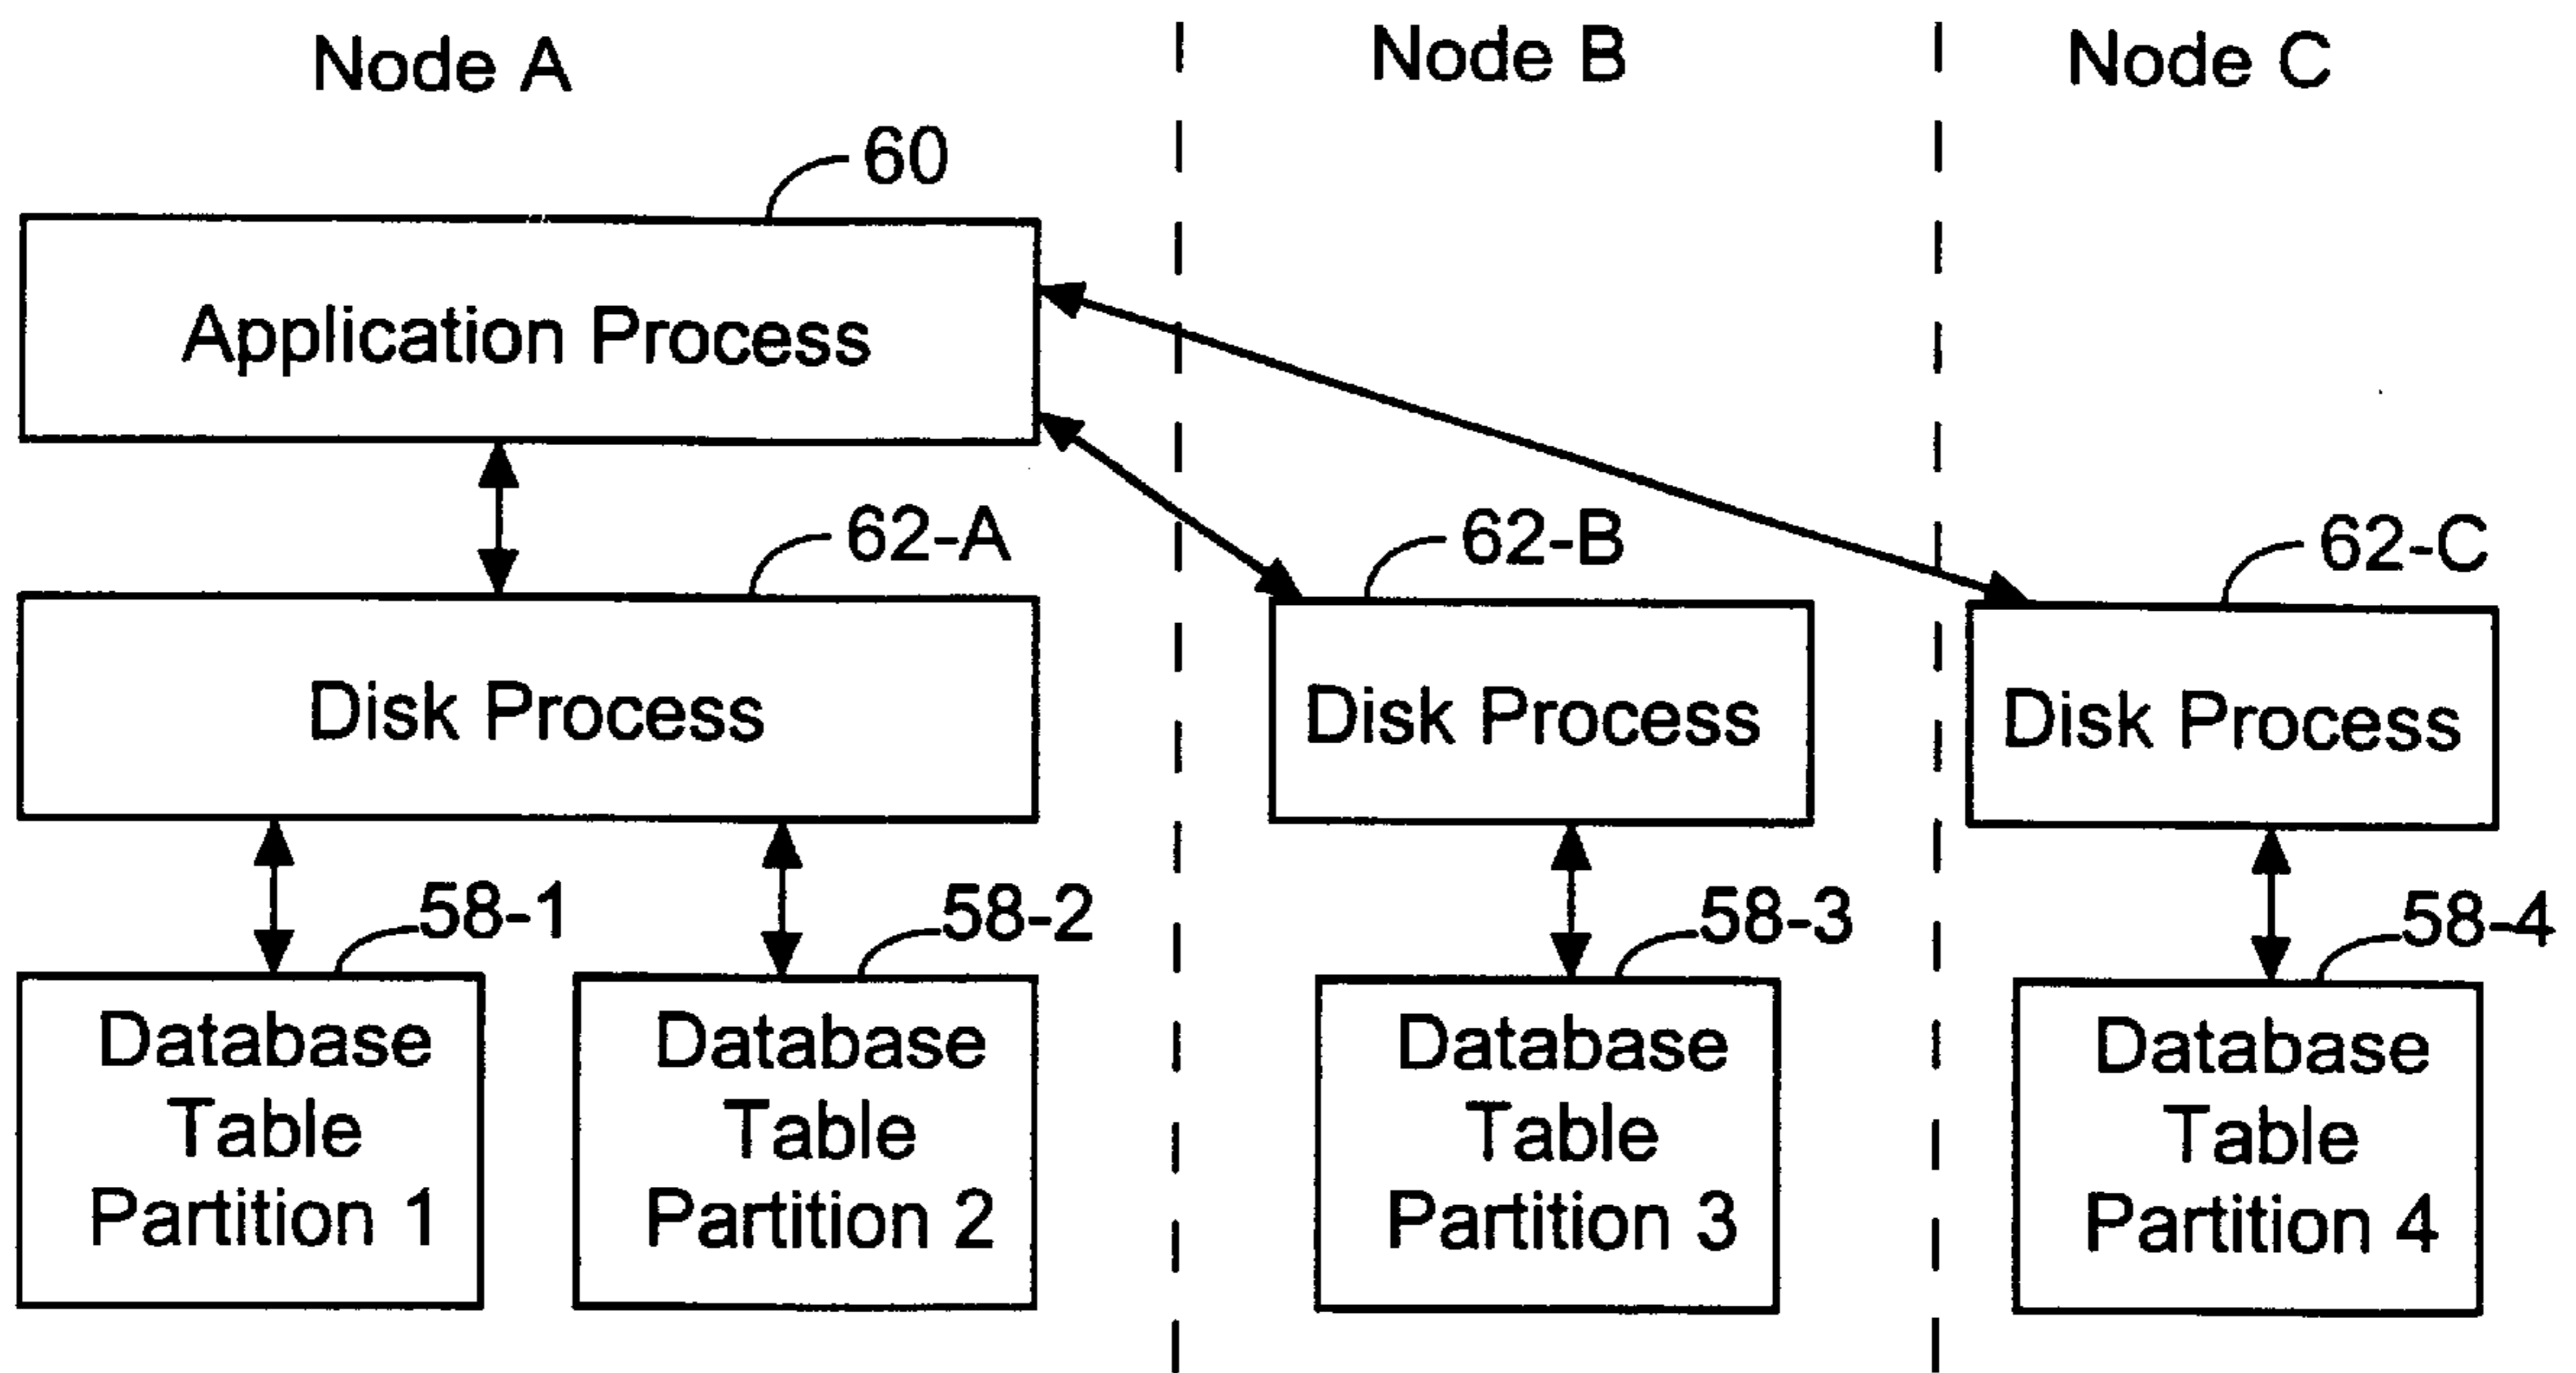 Node A
Node B
Node C
60
Application Process
62-A
62-B
62-C
Disk Process
Disk Process
Disk Process
58-1
58-2
58-3
58-4
Database
Table
Partition 1
Database
Table
Partition 2
Database
Table
Partition 3
Database
Table
Partition 4